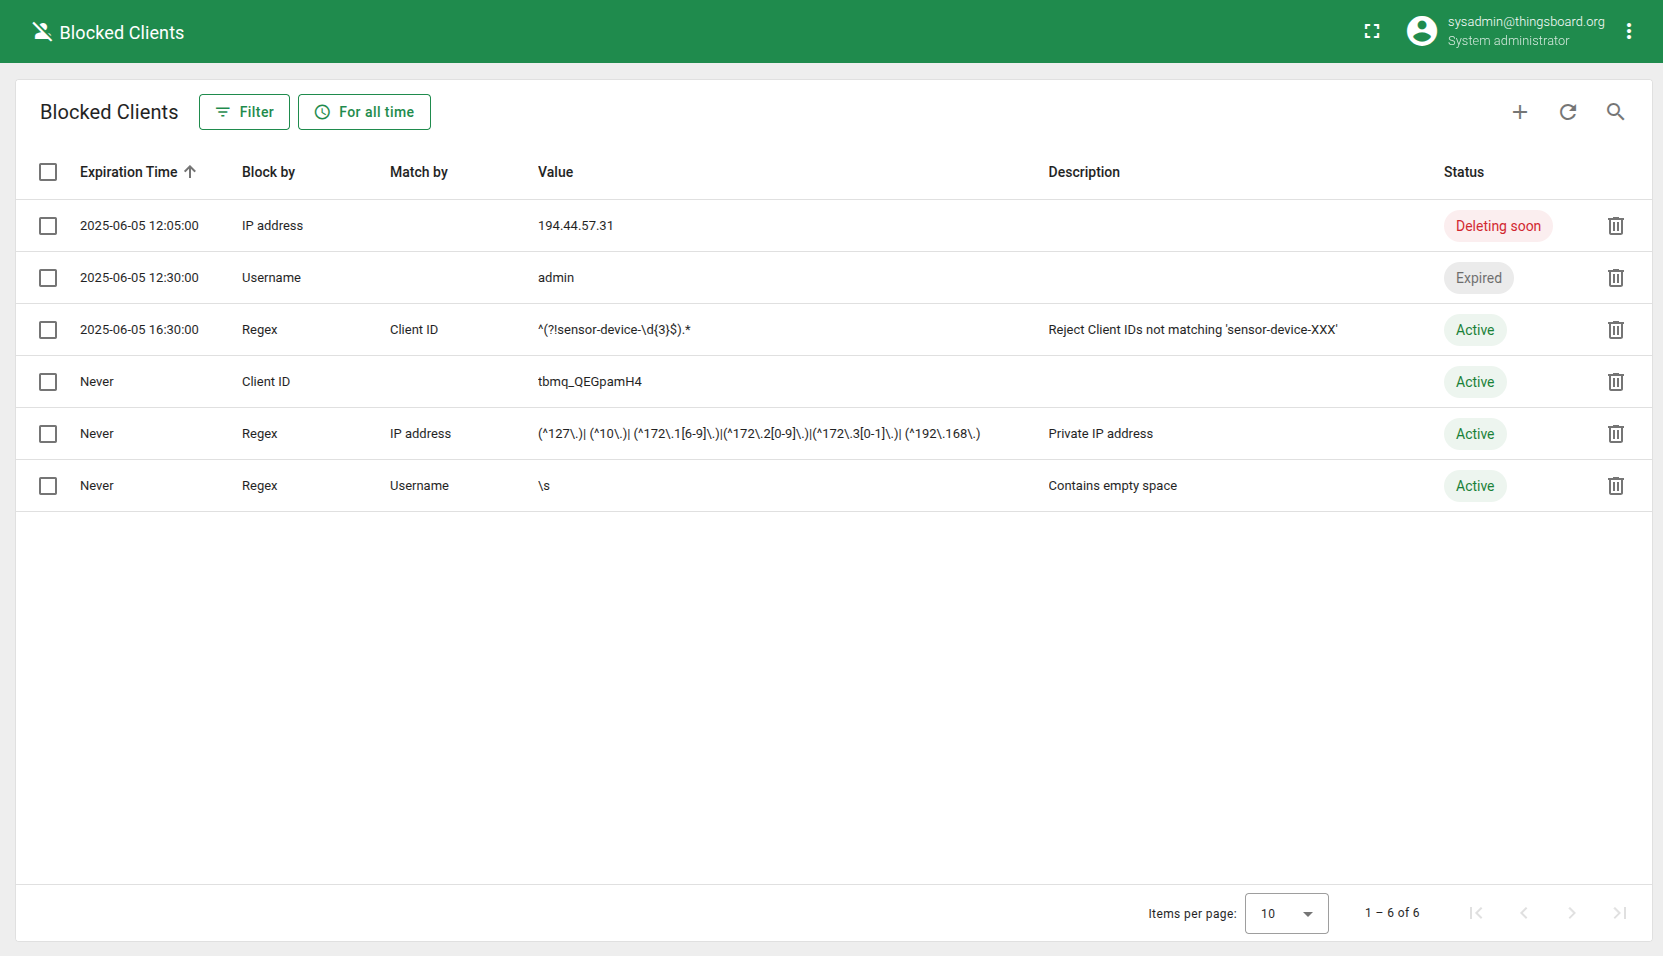 Blocked Clients
sysadmin@thingsboard.org
System administrator
Blocked Clients Filter For all time
Expiration Time Block by Match by Value Description Status
2025-06-05 12:05:00 IP address 194.44.57.31 Deleting soon
2025-06-05 12:30:00 Username admin Expired
2025-06-05 16:30:00 Regex Client ID ^(?!sensor-device-\d{3}$).* Reject Client IDs not matching 'sensor-device-XXX' Active
Never Client ID tbmq_QEGpamH4 Active
Never Regex IP address (^127\.)| (^10\.)| (^172\.1[6-9]\.)|(^172\.2[0-9]\.)|(^172\.3[0-1]\.)| (^192\.168\.) Private IP address Active
Never Regex Username \s Contains empty space Active
Items per page: 10 1 – 6 of 6